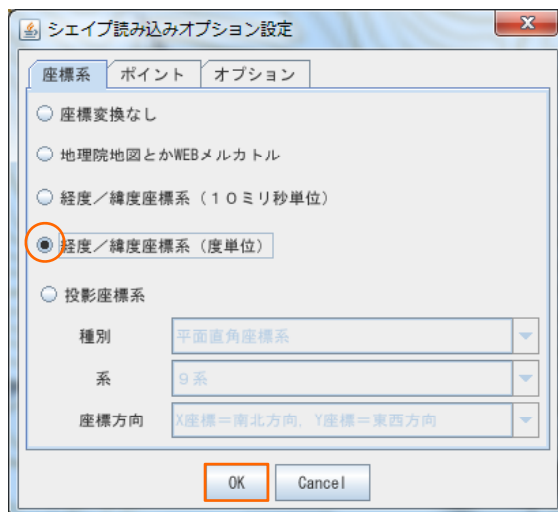 シェイプ読み込みオプション設定
座標系 ポイント オプション
座標変換なし
地理院地図とかWEBメルカトル
経度／緯度座標系（１０ミリ秒単位）
経度／緯度座標系（度単位）
投影座標系
種別 平面直角座標系
系 ９系
座標方向 X座標＝南北方向，Y座標＝東西方向
OK Cancel